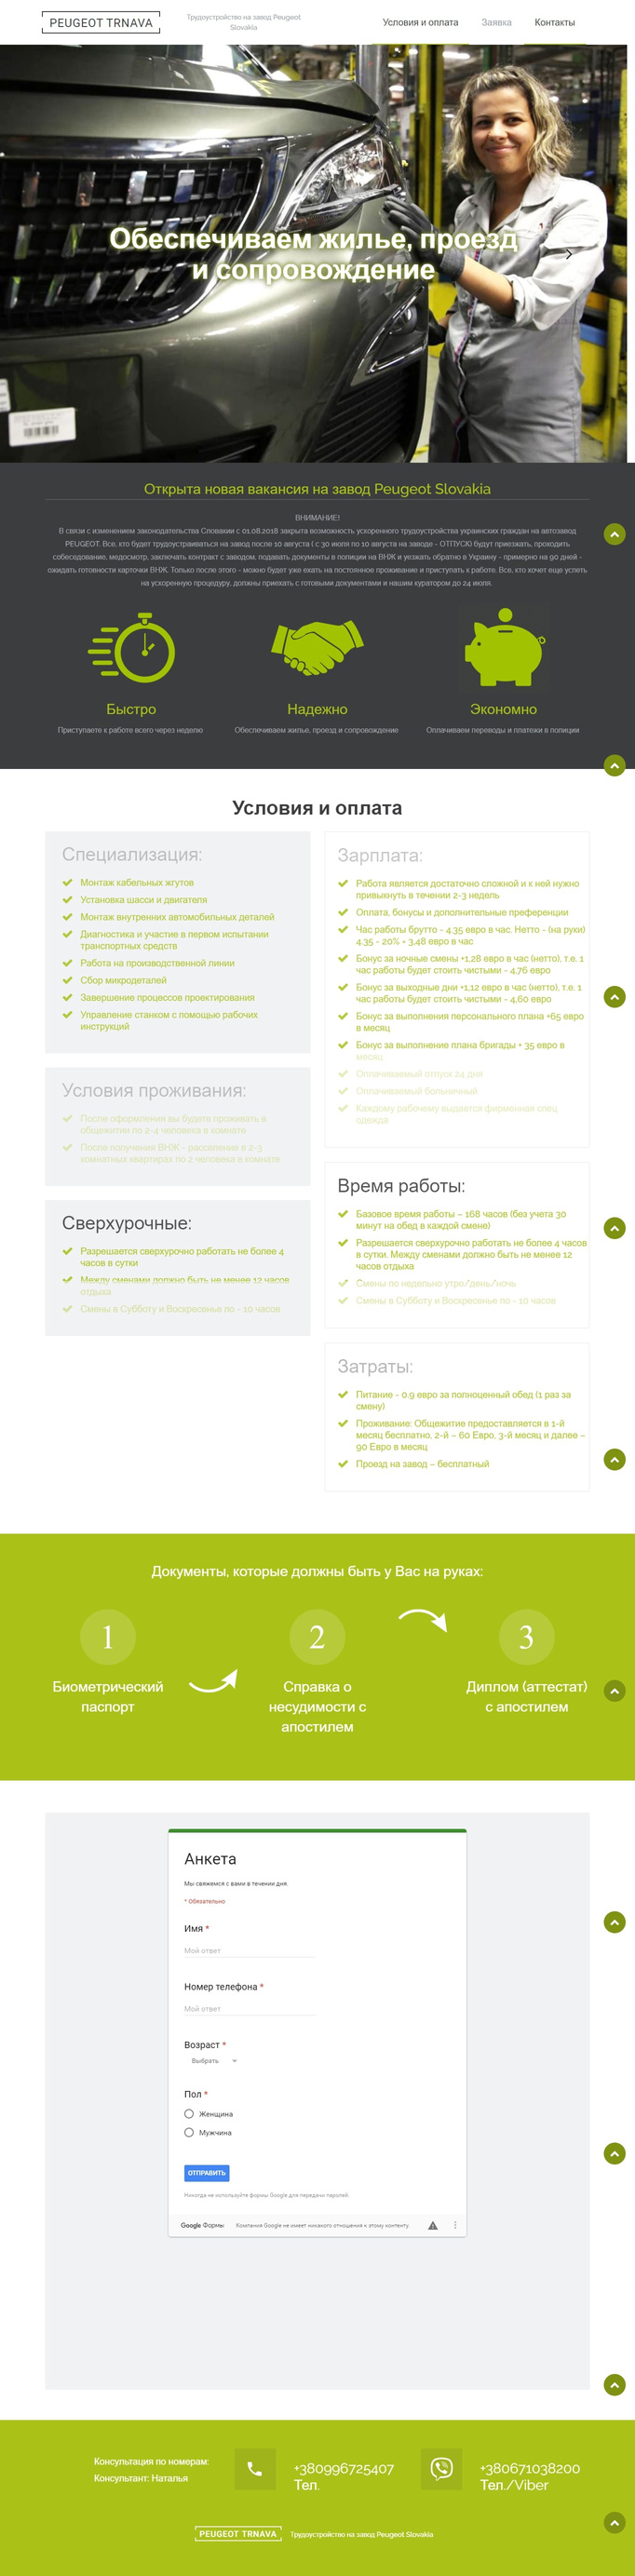 PEUGEOT TRNAVA
Трудоустройство на завод Peugeot
Slovakia
Условия и оплата
Заявка
Контакты
Обеспечиваем жилье, проезд
и сопровождение
Открыта новая вакансия на завод Peugeot Slovakia
ВНИМАНИЕ!
В связи с изменением законодательства Словакии с 01.08.2018 закрыта возможность ускоренного трудоустройства украинских граждан на автозавод
PEUGEOT. Все, кто будет трудоустраиваться на завод после 10 августа ( с 30 июля по 10 августа на заводе - ОТПУСК) будут приезжать, проходить
собеседование, медосмотр, заключать контракт с заводом, подавать документы в полиции на ВНЖ и уезжать обратно в Украину - примерно на 90 дней -
ожидать готовности карточки ВНЖ. Только после этого - можно будет уже ехать на постоянное проживание и приступать к работе. Все, кто хочет еще успеть
на ускоренную процедуру, должны приехать с готовыми документами и нашим куратором до 24 июля.
Быстро
Надежно
Экономно
Приступаете к работе всего через неделю
Обеспечиваем жилье, проезд и сопровождение
Оплачиваем переводы и платежи в полиции
Условия и оплата
Специализация:
Монтаж кабельных жгутов
Установка шасси и двигателя
Монтаж внутренних автомобильных деталей
Диагностика и участие в первом испытании
транспортных средств
Работа на производственной линии
Сбор микродеталей
Завершение процессов проектирования
Управление станком с помощью рабочих
инструкций
Условия проживания:
После оформления вы будете проживать в
общежитие по 2-4 человека в комнате
После получения ВНЖ - расселение в 2-3
комнатных квартирах по 2 человека в комнате
Сверхурочные:
Разрешается сверхурочно работать не более 4
часов в сутки
Между сменами должно быть не менее 12 часов
отдыха
Смены в Субботу и Воскресенье по - 10 часов
Зарплата:
Работа является достаточно сложной и к ней нужно
привыкнуть в течении 2-3 недель
Оплата, бонусы и дополнительные преференции
Час работы брутто - 4.35 евро в час. Нетто - (на руки)
4.35 - 20% = 3,48 евро в час
Бонус за ночные смены +1,28 евро в час (нетто), т.е. 1
час работы будет стоить чистыми - 4,76 евро
Бонус за выходные дни +1,12 евро в час (нетто), т.е. 1
час работы будет стоить чистыми - 4,60 евро
Бонус за выполнения персонального плана +65 евро
в месяц
Бонус за выполнение плана бригады + 35 евро в
месяц
Оплачиваемый отпуск 24 дня
Оплачиваемый больничный
Каждому рабочему выдается фирменная спец
одежда
Время работы:
Базовое время работы – 168 часов (без учета 30
минут на обед в каждой смене)
Разрешается сверхурочно работать не более 4 часов
в сутки. Между сменами должно быть не менее 12
часов отдыха
Смены по недельно утро/день/ночь
Смены в Субботу и Воскресенье по - 10 часов
Затраты:
Питание - 0.9 евро за полноценный обед (1 раз за
смену)
Проживание: Общежитие предоставляется в 1-й
месяц бесплатно, 2-й – 60 Евро, 3-й месяц и далее –
90 Евро в месяц
Проезд на завод – бесплатный
Документы, которые должны быть у Вас на руках:
1
2
3
Биометрический
паспорт
Справка о
несудимости с
апостилем
Диплом (аттестат)
с апостилем
Анкета
Мы свяжемся с вами в течении дня.
* Обязательно
Имя *
Мой ответ
Номер телефона *
Мой ответ
Возраст *
Выбрать
Пол *
Женщина
Мужчина
ОТПРАВИТЬ
Никогда не используйте формы Google для передачи паролей.
Google Формы
Компания Google не имеет никакого отношения к этому контенту.
Консультация по номерам:
Консультант: Наталья
+380996725407
Тел.
+380671038200
Тел./Viber
PEUGEOT TRNAVA
Трудоустройство на завод Peugeot Slovakia